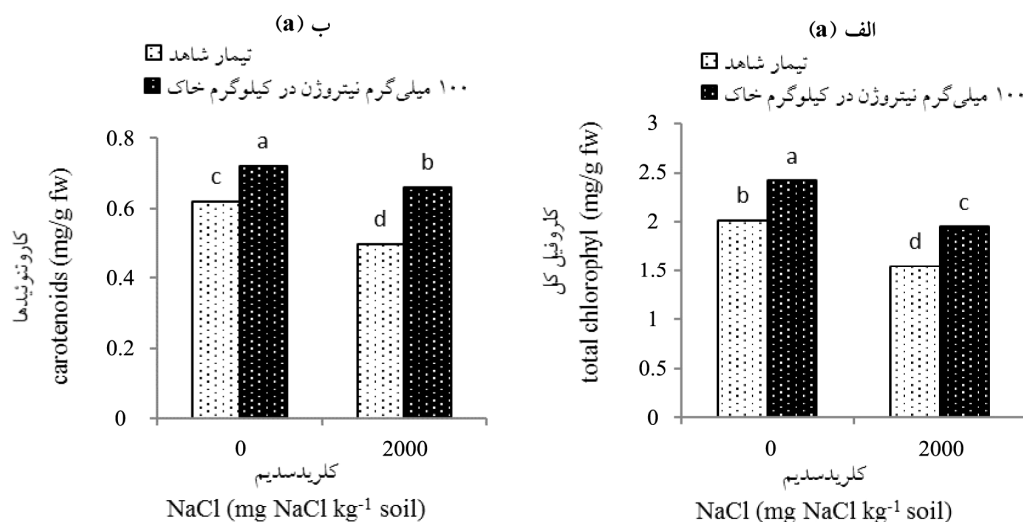 الف (a)
تیمار شاهد
۱۰۰ میلی‌گرم نیتروژن در کیلوگرم خاک
کلروفیل کل
total chlorophyl (mg/g fw)
3
2.5
2
1.5
1
0.5
0
b
a
d
c
0
2000
کلریدسدیم
NaCl (mg NaCl kg⁻¹ soil)
ب (a)
تیمار شاهد
۱۰۰ میلی‌گرم نیتروژن در کیلوگرم خاک
کاروتنوئیدها
carotenoids (mg/g fw)
0.8
0.6
0.4
0.2
0
c
a
d
b
0
2000
کلریدسدیم
NaCl (mg NaCl kg⁻¹ soil)